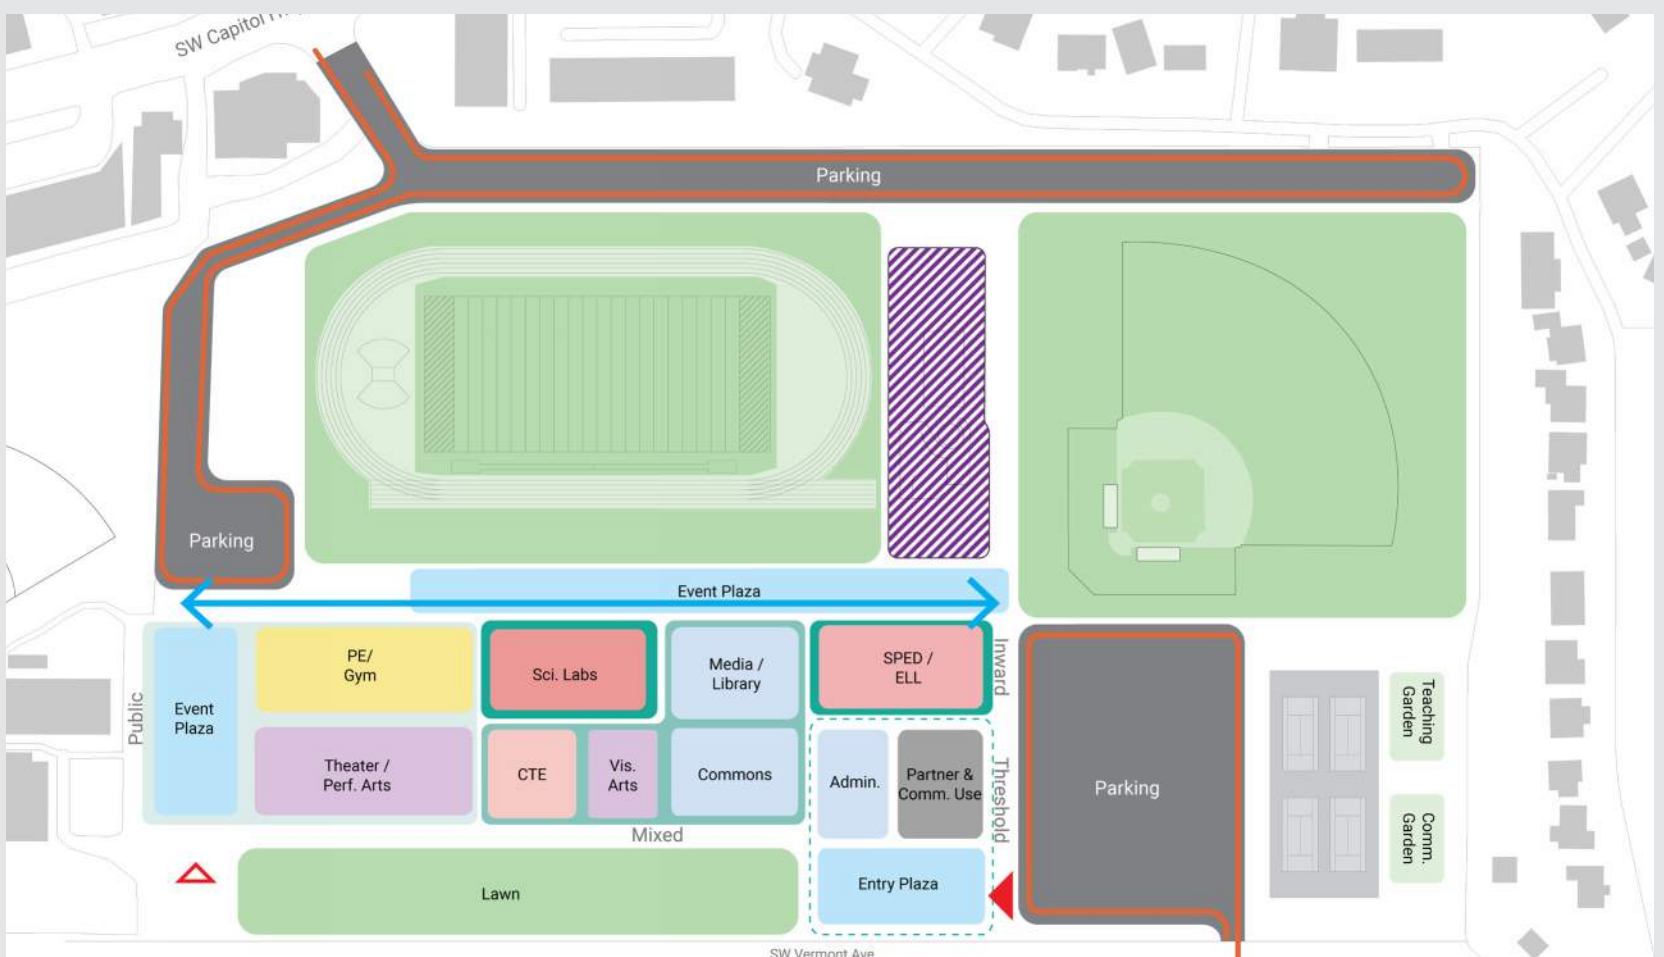 SW Capitol
Parking
Parking
Event Plaza
PE/
Gym
Sci. Labs
Media /
Library
SPED /
ELL
Inward
Public
Event
Plaza
Theater /
Perf. Arts
CTE
Vis.
Arts
Commons
Admin.
Partner &
Comm. Use
Threshold
Parking
Teaching
Garden
Comm.
Garden
Mixed
Lawn
Entry Plaza
SW Vermont Ave